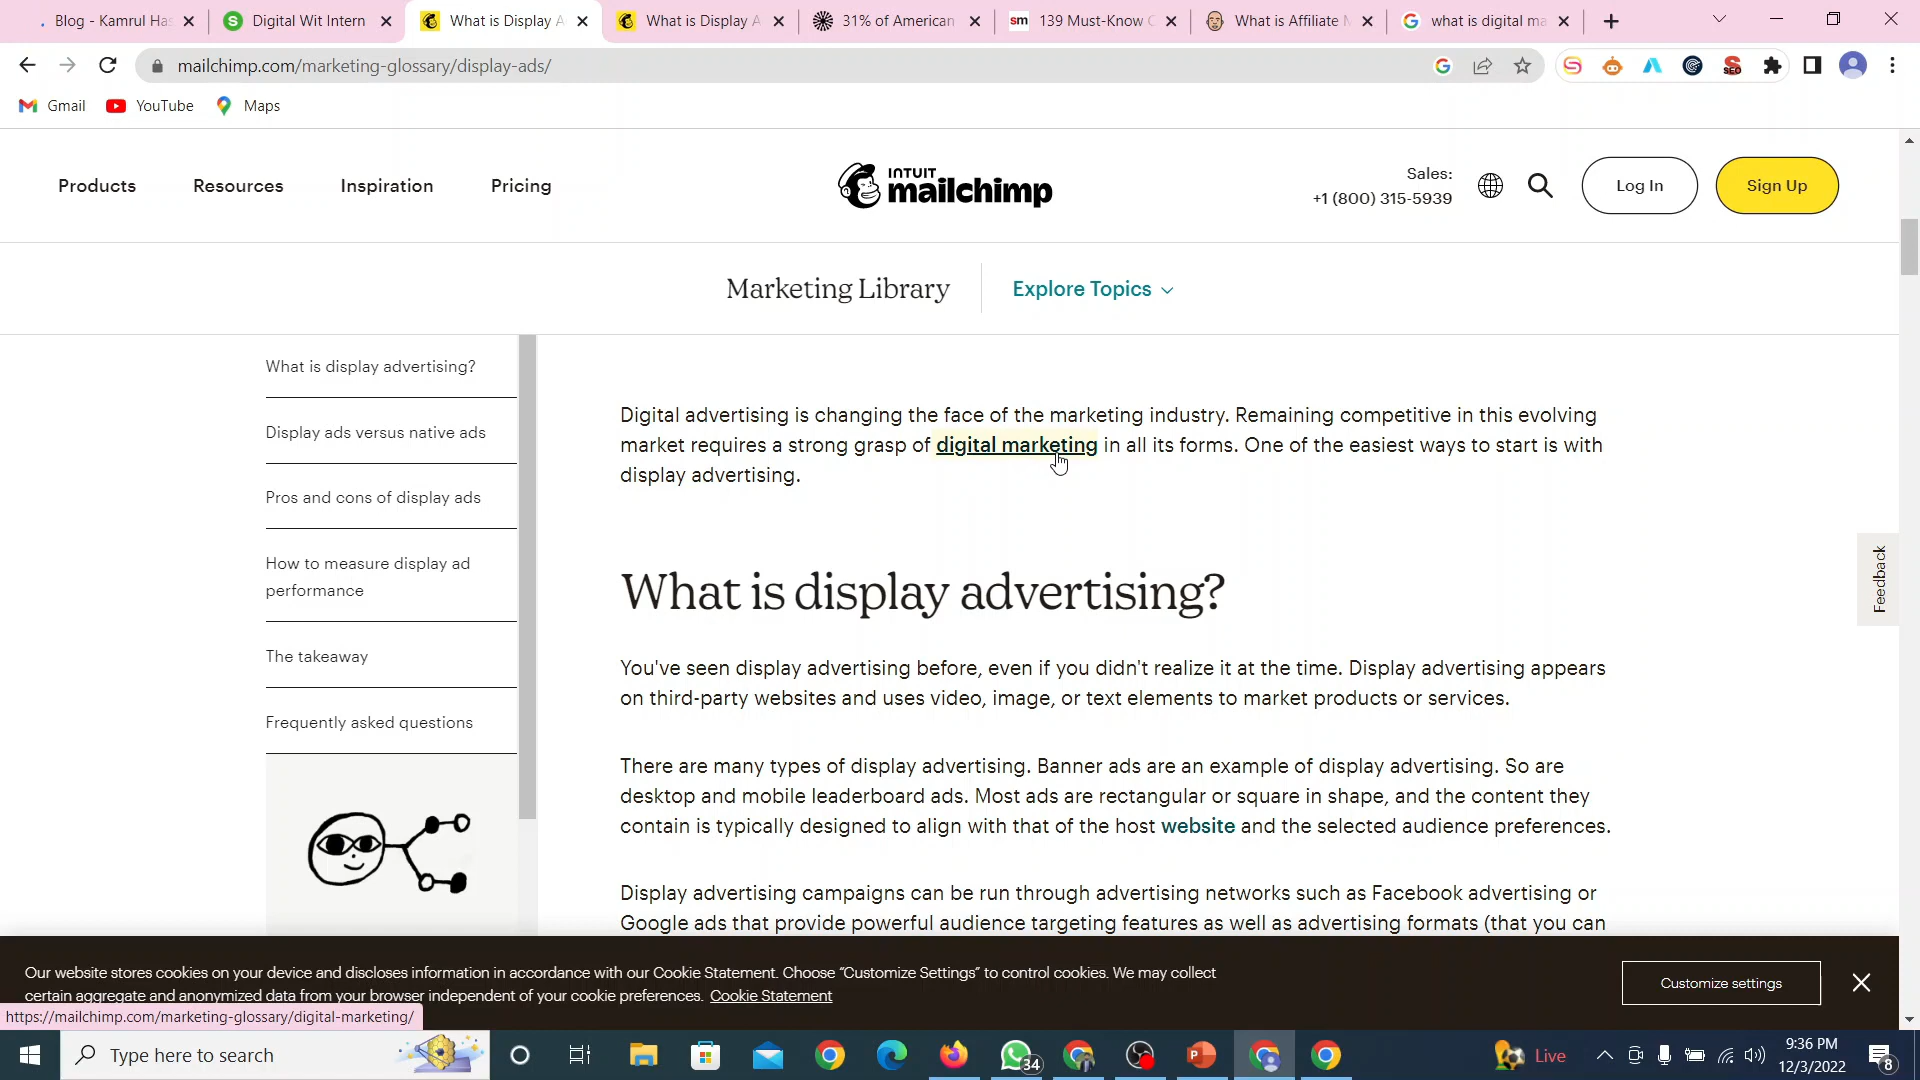 Blog - Kamrul Has
Digital Wit Intern
What is Display A
What is Display A
31% of American
sm 139 Must-Know C
What is Affiliate M
what is digital ma
mailchimp.com/marketing-glossary/display-ads/
SEO
Gmail
YouTube
Maps
Products
Resources
Inspiration
Pricing
INTUIT
mailchimp
Sales:
+1 (800) 315-5939
Log In
Sign Up
Marketing Library
Explore Topics
What is display advertising?
Display ads versus native ads
Pros and cons of display ads
How to measure display ad
performance
The takeaway
Frequently asked questions
Digital advertising is changing the face of the marketing industry. Remaining competitive in this evolving
market requires a strong grasp of digital marketing in all its forms. One of the easiest ways to start is with
display advertising.
What is display advertising?
You've seen display advertising before, even if you didn't realize it at the time. Display advertising appears
on third-party websites and uses video, image, or text elements to market products or services.
There are many types of display advertising. Banner ads are an example of display advertising. So are
desktop and mobile leaderboard ads. Most ads are rectangular or square in shape, and the content they
contain is typically designed to align with that of the host website and the selected audience preferences.
Display advertising campaigns can be run through advertising networks such as Facebook advertising or
Google ads that provide powerful audience targeting features as well as advertising formats (that you can
Feedback
Our website stores cookies on your device and discloses information in accordance with our Cookie Statement. Choose “Customize Settings” to control cookies. We may collect
certain aggregate and anonymized data from your browser independent of your cookie preferences. Cookie Statement
Customize settings
https://mailchimp.com/marketing-glossary/digital-marketing/
Type here to search
34
Live
9:36 PM
12/3/2022
8